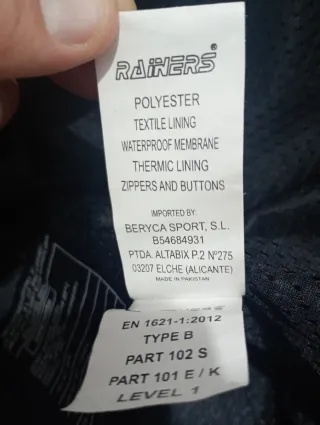 RAINERS®
POLYESTER
TEXTILE LINING
WATERPROOF MEMBRANE
THERMIC LINING
ZIPPERS AND BUTTONS
IMPORTED BY:
BERYCA SPORT, S.L.
B54684931
PTDA. ALTABIX P.2 Nº275
03207 ELCHE (ALICANTE)
MADE IN PAKISTAN
EN 1621-1:2012
TYPE B
PART 102 S
PART 101 E / K
LEVEL 1